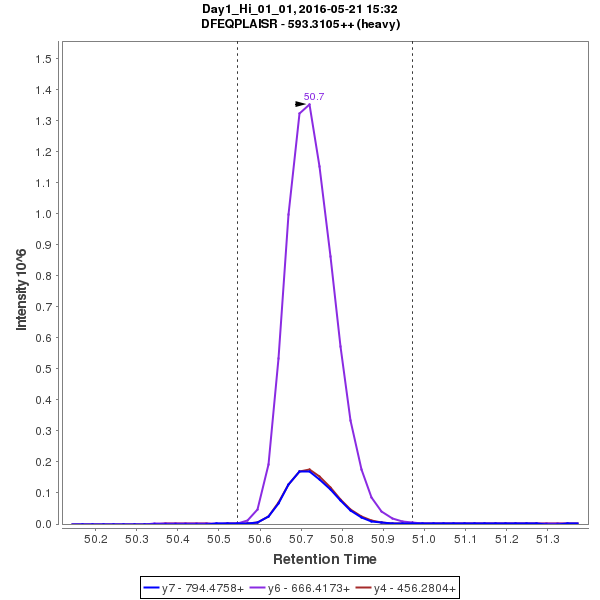 Day1_Hi_01_01, 2016-05-21 15:32
DFEQPLAISR - 593.3105++ (heavy)
1.5
1.4
50.7
1.3
1.2
1.1
1.0
0.9
0.8
0.7
0.6
0.5
0.4
0.3
0.2
0.1
0.0
Intensity 10^6
50.2 50.3 50.4 50.5 50.6 50.7 50.8 50.9 51.0 51.1 51.2 51.3
Retention Time
y7 - 794.4758+ y6 - 666.4173+ y4 - 456.2804+